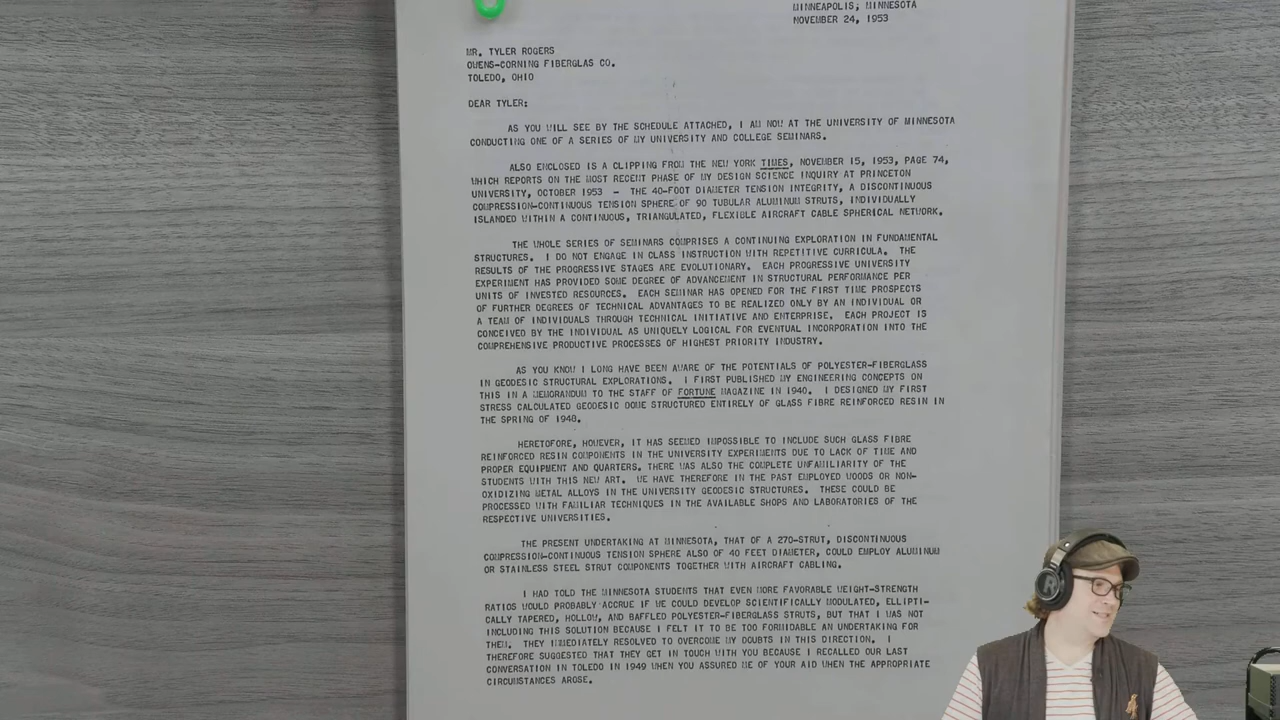 MINNEAPOLIS, MINNESOTA
NOVEMBER 24, 1953
MR. TYLER ROGERS
OWENS-CORNING FIBERGLAS CO.
TOLEDO, OHIO
DEAR TYLER:
AS YOU WILL SEE BY THE SCHEDULE ATTACHED, I AM NOW AT THE UNIVERSITY OF MINNESOTA
CONDUCTING ONE OF A SERIES OF MY UNIVERSITY AND COLLEGE SEMINARS.
ALSO ENCLOSED IS A CLIPPING FROM THE NEW YORK TIMES, NOVEMBER 15, 1953, PAGE 74,
WHICH REPORTS ON THE MOST RECENT PHASE OF MY DESIGN SCIENCE INQUIRY AT PRINCETON
UNIVERSITY, OCTOBER 1953 - THE 40-FOOT DIAMETER TENSION INTEGRITY, A DISCONTINUOUS
COMPRESSION-CONTINUOUS TENSION SPHERE OF 90 TUBULAR ALUMINUM STRUTS, INDIVIDUALLY
ISLANDED WITHIN A CONTINUOUS, TRIANGULATED, FLEXIBLE AIRCRAFT CABLE SPHERICAL NETWORK.
THE WHOLE SERIES OF SEMINARS COMPRISES A CONTINUING EXPLORATION IN FUNDAMENTAL
STRUCTURES. I DO NOT ENGAGE IN CLASS INSTRUCTION WITH REPETITIVE CURRICULA. THE
RESULTS OF THE PROGRESSIVE STAGES ARE EVOLUTIONARY. EACH PROGRESSIVE UNIVERSITY
EXPERIMENT HAS PROVIDED SOME DEGREE OF ADVANCEMENT IN STRUCTURAL PERFORMANCE PER
UNITS OF INVESTED RESOURCES. EACH SEMINAR HAS OPENED FOR THE FIRST TIME PROSPECTS
OF FURTHER DEGREES OF TECHNICAL ADVANTAGES TO BE REALIZED ONLY BY AN INDIVIDUAL OR
A TEAM OF INDIVIDUALS THROUGH TECHNICAL INITIATIVE AND ENTERPRISE. EACH PROJECT IS
CONCEIVED BY THE INDIVIDUAL AS UNIQUELY LOGICAL FOR EVENTUAL INCORPORATION INTO THE
COMPREHENSIVE PRODUCTIVE PROCESSES OF HIGHEST PRIORITY INDUSTRY.
AS YOU KNOW I LONG HAVE BEEN AWARE OF THE POTENTIALS OF POLYESTER-FIBERGLASS
IN GEODESIC STRUCTURAL EXPLORATIONS. I FIRST PUBLISHED MY ENGINEERING CONCEPTS ON
THIS IN A MEMORANDUM TO THE STAFF OF FORTUNE MAGAZINE IN 1940. I DESIGNED MY FIRST
STRESS CALCULATED GEODESIC DOME STRUCTURED ENTIRELY OF GLASS FIBRE REINFORCED RESIN IN
THE SPRING OF 1948.
HERETOFORE, HOWEVER, IT HAS SEEMED IMPOSSIBLE TO INCLUDE SUCH GLASS FIBRE
REINFORCED RESIN COMPONENTS IN THE UNIVERSITY EXPERIMENTS DUE TO LACK OF TIME AND
PROPER EQUIPMENT AND QUARTERS. THERE WAS ALSO THE COMPLETE UNFAMILIARITY OF THE
STUDENTS WITH THIS NEW ART. WE HAVE THEREFORE IN THE PAST EMPLOYED WOODS OR NON-
OXIDIZING METAL ALLOYS IN THE UNIVERSITY GEODESIC STRUCTURES. THESE COULD BE
PROCESSED WITH FAMILIAR TECHNIQUES IN THE AVAILABLE SHOPS AND LABORATORIES OF THE
RESPECTIVE UNIVERSITIES.
THE PRESENT UNDERTAKING AT MINNESOTA, THAT OF A 270-STRUT, DISCONTINUOUS
COMPRESSION-CONTINUOUS TENSION SPHERE ALSO OF 40 FEET DIAMETER, COULD EMPLOY ALUMINUM
OR STAINLESS STEEL STRUT COMPONENTS TOGETHER WITH AIRCRAFT CABLING.
I HAD TOLD THE MINNESOTA STUDENTS THAT EVEN MORE FAVORABLE WEIGHT-STRENGTH
RATIOS WOULD PROBABLY ACCRUE IF WE COULD DEVELOP SCIENTIFICALLY MODULATED, ELLIPTI-
CALLY TAPERED, HOLLOW, AND BAFFLED POLYESTER-FIBERGLASS STRUTS, BUT THAT I WAS NOT
INCLUDING THIS SOLUTION BECAUSE I FELT IT TO BE TOO FORMIDABLE AN UNDERTAKING FOR
THEM. THEY IMMEDIATELY RESOLVED TO OVERCOME MY DOUBTS IN THIS DIRECTION. I
THEREFORE SUGGESTED THAT THEY GET IN TOUCH WITH YOU BECAUSE I RECALLED OUR LAST
CONVERSATION IN TOLEDO IN 1949 WHEN YOU ASSURED ME OF YOUR AID WHEN THE APPROPRIATE
CIRCUMSTANCES AROSE.